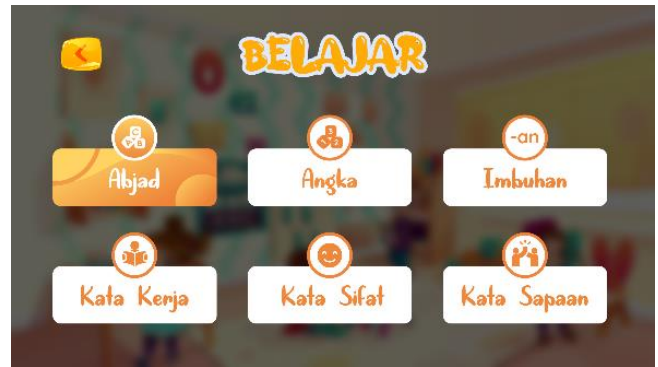 BELAJAR
Abjad
Angka
-an
Imbuhan
Kata Kerja
Kata Sifat
Kata Sapaan